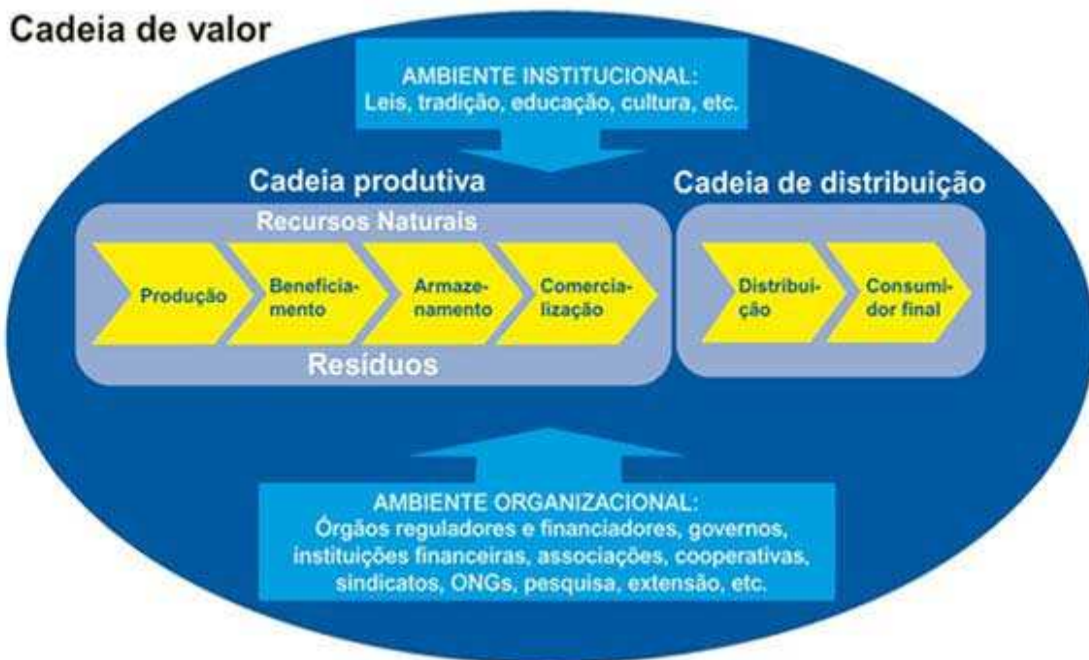 Cadeia de valor
AMBIENTE INSTITUCIONAL:
Leis, tradição, educação, cultura, etc.
Cadeia produtiva
Recursos Naturais
Produção
Beneficia-
mento
Armaze-
namento
Comercia-
lização
Resíduos
Cadeia de distribuição
Distribui-
ção
Consumi-
dor final
AMBIENTE ORGANIZACIONAL:
Órgãos reguladores e financiadores, governos,
instituições financeiras, associações, cooperativas,
sindicatos, ONGs, pesquisa, extensão, etc.